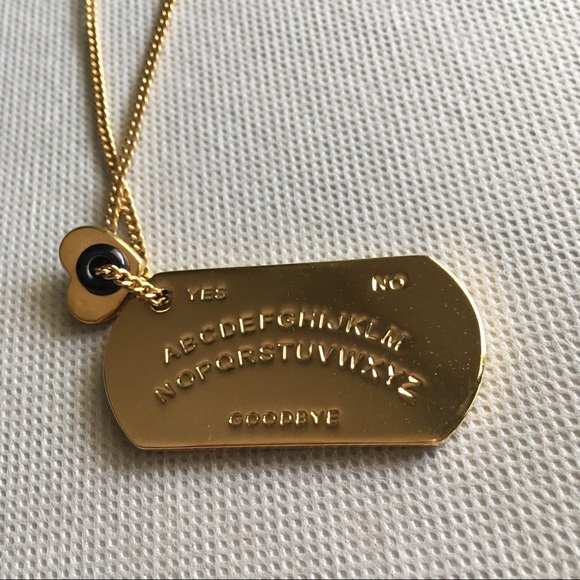 YES NO
ABCDEFGHIJKLM
NOPQRSTUVWXYZ
GOODBYE